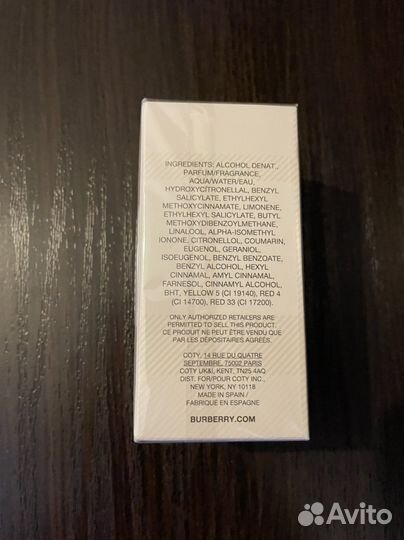 INGREDIENTS: ALCOHOL DENAT.,
PARFUM/FRAGRANCE,
AQUA/WATER/EAU,
HYDROXYCITRONELLAL, BENZYL
SALICYLATE, ETHYLHEXYL
METHOXYCINNAMATE, LIMONENE,
ETHYLHEXYL SALICYLATE, BUTYL
METHOXYDIBENZOYLMETHANE,
LINALOOL, ALPHA-ISOMETHYL
IONONE, CITRONELLOL, COUMARIN,
EUGENOL, GERANIOL,
ISOEUGENOL, BENZYL BENZOATE,
BENZYL ALCOHOL, HEXYL
CINNAMAL, AMYL CINNAMAL,
FARNESOL, CINNAMYL ALCOHOL,
BHT, YELLOW 5 (CI 19140), RED 4
(CI 14700), RED 33 (CI 17200).
ONLY AUTHORIZED RETAILERS ARE
PERMITTED TO SELL THIS PRODUCT.
CE PRODUIT NE PEUT ÊTRE VENDU QUE
PAR LES DÉPOSITAIRES AGRÉÉS.
COTY, 14 RUE DU QUATRE
SEPTEMBRE, 75002 PARIS
COTY UK&I, KENT, TN25 4AQ
DIST. FOR/POUR COTY INC.,
NEW YORK, NY 10118
MADE IN SPAIN /
FABRIQUÉ EN ESPAGNE
BURBERRY.COM
Avito